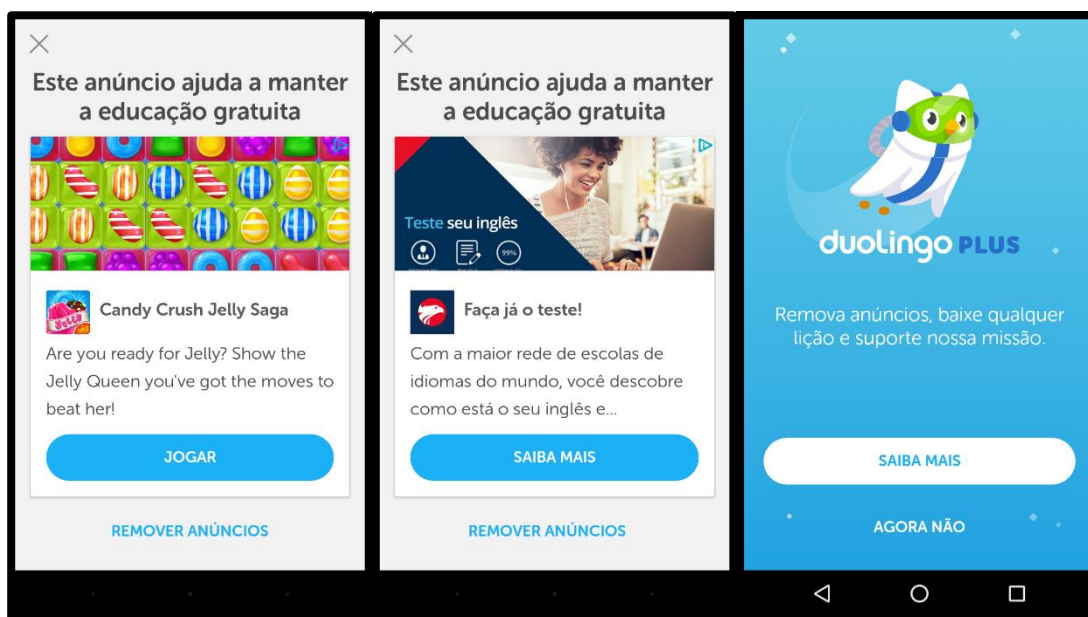 Este anúncio ajuda a manter
a educação gratuita
Candy Crush Jelly Saga
Are you ready for Jelly? Show the
Jelly Queen you've got the moves to
beat her!
JOGAR
REMOVER ANÚNCIOS
Este anúncio ajuda a manter
a educação gratuita
Teste seu inglês
99%
Faça já o teste!
Com a maior rede de escolas de
idiomas do mundo, você descobre
como está o seu inglês e...
SAIBA MAIS
REMOVER ANÚNCIOS
duolingo PLUS
Remova anúncios, baixe qualquer
lição e suporte nossa missão.
SAIBA MAIS
AGORA NÃO